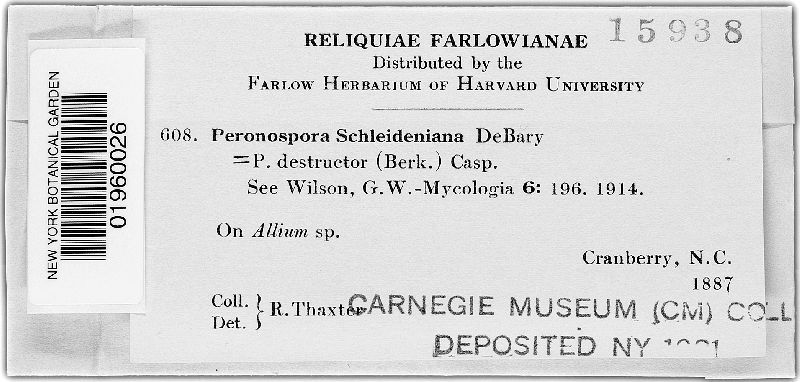 RELIQUIAE FARLOWIANAE
15938
Distributed by the
FARLOW HERBARIUM OF HARVARD UNIVERSITY
NEW YORK BOTANICAL GARDEN
01960026
608. Peronospora Schleideniana DeBary
=P. destructor (Berk.) Casp.
See Wilson, G.W.-Mycologia 6: 196. 1914.
On Allium sp.
Cranberry, N.C.
1887
Coll. } R.Thaxter
Det.
CARNEGIE MUSEUM (CM) COLL
DEPOSITED NY